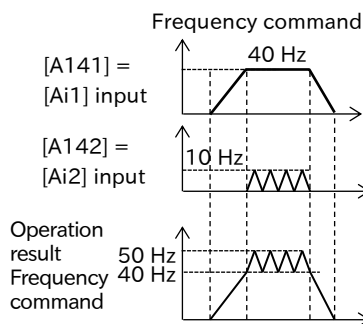 Frequency command
[A141] =
[Ai1] input
40 Hz
[A142] =
[Ai2] input
10 Hz
Operation
result
Frequency
command
50 Hz
40 Hz